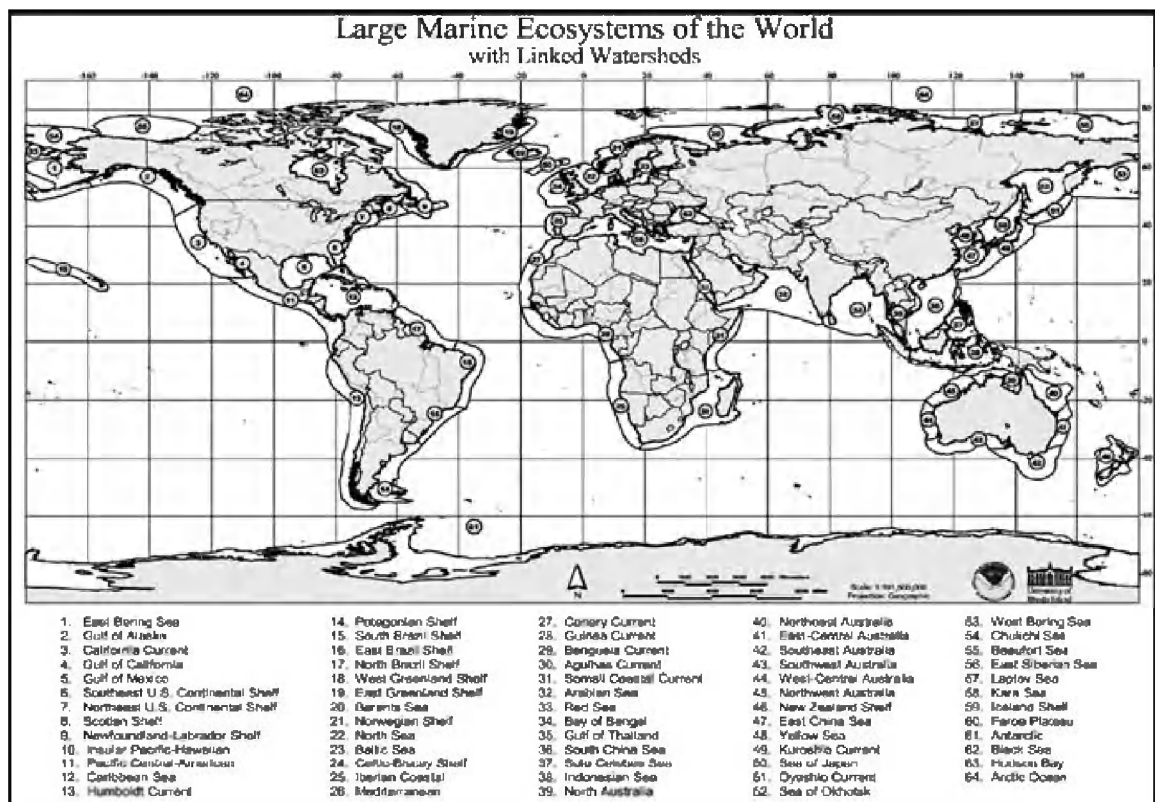 Large Marine Ecosystems of the World
with Linked Watersheds
Scale 1:191,500,000
Projection: Geographic
N
University of
Rhode Island
1. East Bering Sea
2. Gulf of Alaska
3. California Current
4. Gulf of California
5. Gulf of Mexico
6. Southeast U.S. Continental Shelf
7. Northeast U.S. Continental Shelf
8. Scotian Shelf
9. Newfoundland-Labrador Shelf
10. Insular Pacific-Hawaiian
11. Pacific Central-American
12. Caribbean Sea
13. Humboldt Current
14. Patagonian Shelf
15. South Brazil Shelf
16. East Brazil Shelf
17. North Brazil Shelf
18. West Greenland Shelf
19. East Greenland Shelf
20. Barents Sea
21. Norwegian Shelf
22. North Sea
23. Baltic Sea
24. Celtic-Biscay Shelf
25. Iberian Coastal
26. Mediterranean
27. Canary Current
28. Guinea Current
29. Benguela Current
30. Agulhas Current
31. Somali Coastal Current
32. Arabian Sea
33. Red Sea
34. Bay of Bengal
35. Gulf of Thailand
36. South China Sea
37. Sulu Celebes Sea
38. Indonesian Sea
39. North Australia
40. Northeast Australia
41. East-Central Australia
42. Southeast Australia
43. Southwest Australia
44. West-Central Australia
45. Northwest Australia
46. New Zealand Shelf
47. East China Sea
48. Yellow Sea
49. Kuroshio Current
50. Sea of Japan
51. Oyashio Current
52. Sea of Okhotsk
53. West Bering Sea
54. Chukchi Sea
55. Beaufort Sea
56. East Siberian Sea
57. Laptev Sea
58. Kara Sea
59. Iceland Shelf
60. Faroe Plateau
61. Antarctic
62. Black Sea
63. Hudson Bay
64. Arctic Ocean